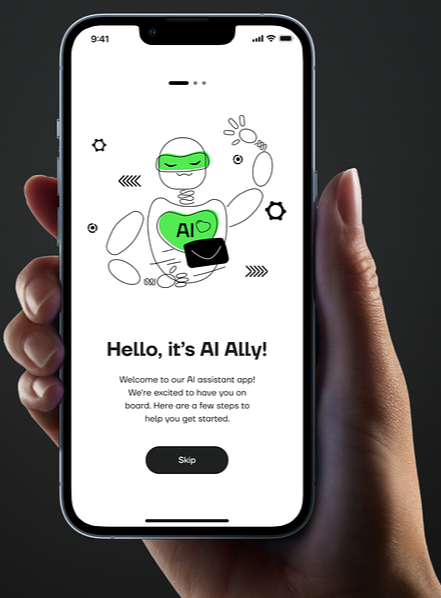 9:41
AI
Hello, it's AI Ally!
Welcome to our AI assistant app!
We're excited to have you on
board. Here are a few steps to
help you get started.
Skip